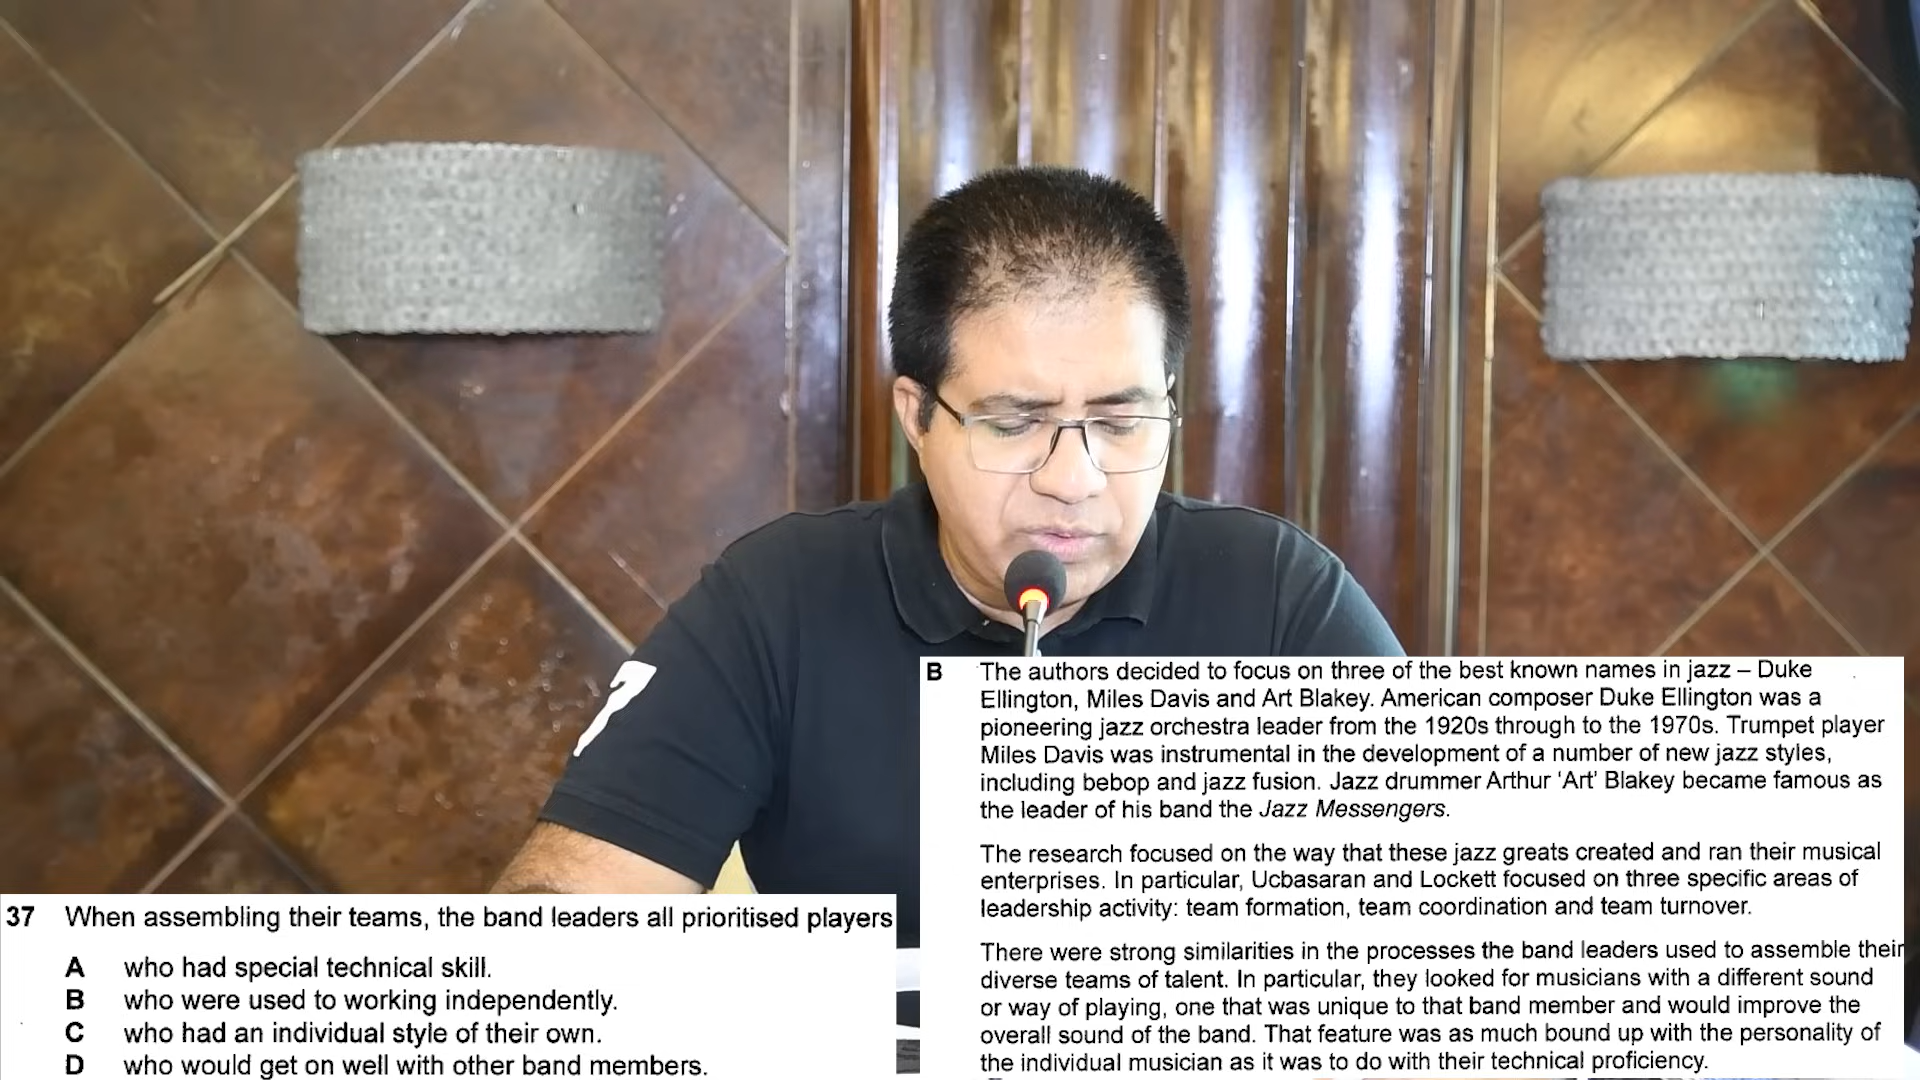 B The authors decided to focus on three of the best known names in jazz – Duke
Ellington, Miles Davis and Art Blakey. American composer Duke Ellington was a
pioneering jazz orchestra leader from the 1920s through to the 1970s. Trumpet player
Miles Davis was instrumental in the development of a number of new jazz styles,
including bebop and jazz fusion. Jazz drummer Arthur ‘Art’ Blakey became famous as
the leader of his band the Jazz Messengers.
The research focused on the way that these jazz greats created and ran their musical
enterprises. In particular, Ucbasaran and Lockett focused on three specific areas of
leadership activity: team formation, team coordination and team turnover.
There were strong similarities in the processes the band leaders used to assemble their
diverse teams of talent. In particular, they looked for musicians with a different sound
or way of playing, one that was unique to that band member and would improve the
overall sound of the band. That feature was as much bound up with the personality of
the individual musician as it was to do with their technical proficiency.
37 When assembling their teams, the band leaders all prioritised players
A who had special technical skill.
B who were used to working independently.
C who had an individual style of their own.
D who would get on well with other band members.